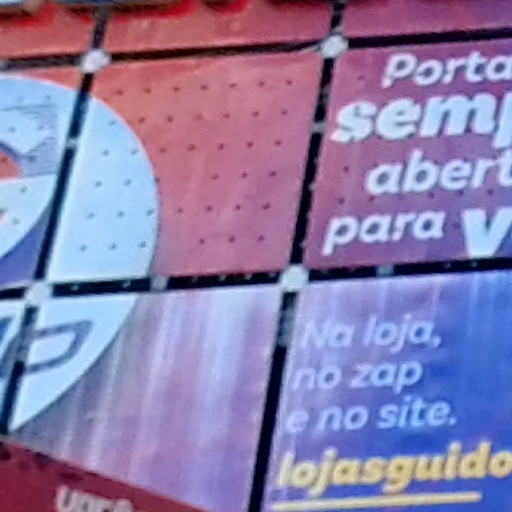 Porta
semp
abert
para v
Na loja,
no zap
e no site.
lojasguido